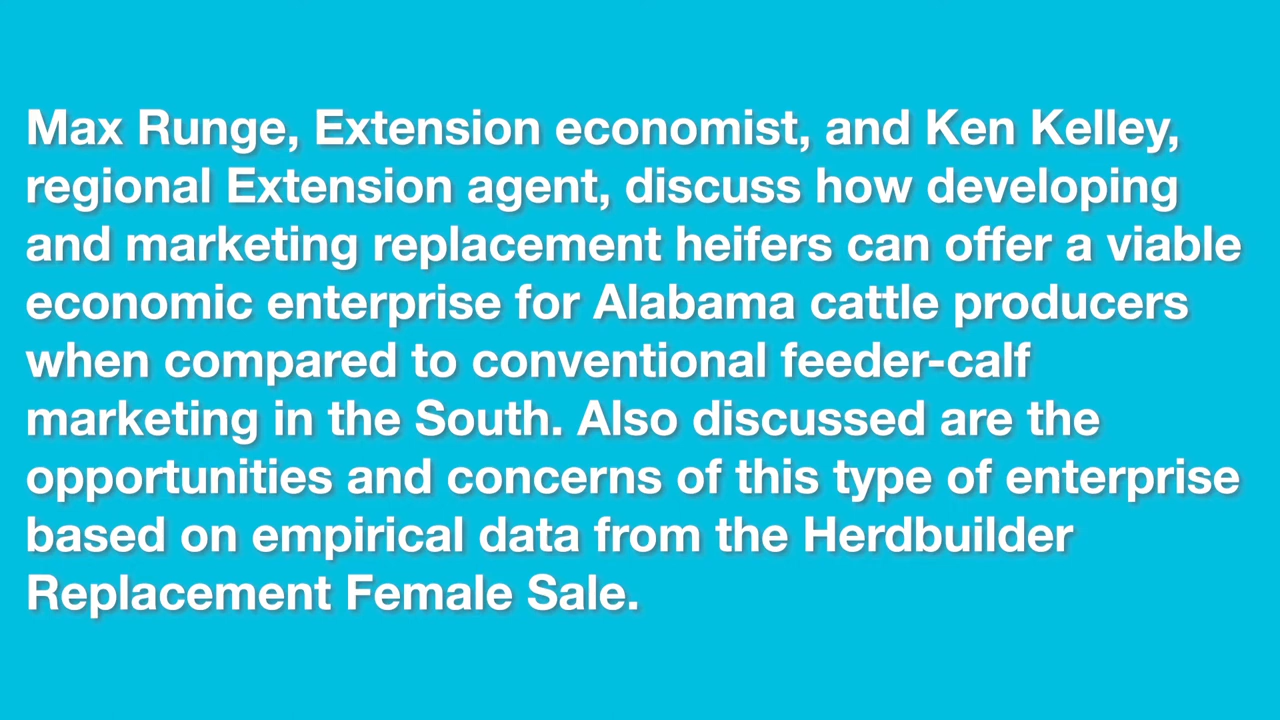 Max Runge, Extension economist, and Ken Kelley,
regional Extension agent, discuss how developing
and marketing replacement heifers can offer a viable
economic enterprise for Alabama cattle producers
when compared to conventional feeder-calf
marketing in the South. Also discussed are the
opportunities and concerns of this type of enterprise
based on empirical data from the Herdbuilder
Replacement Female Sale.